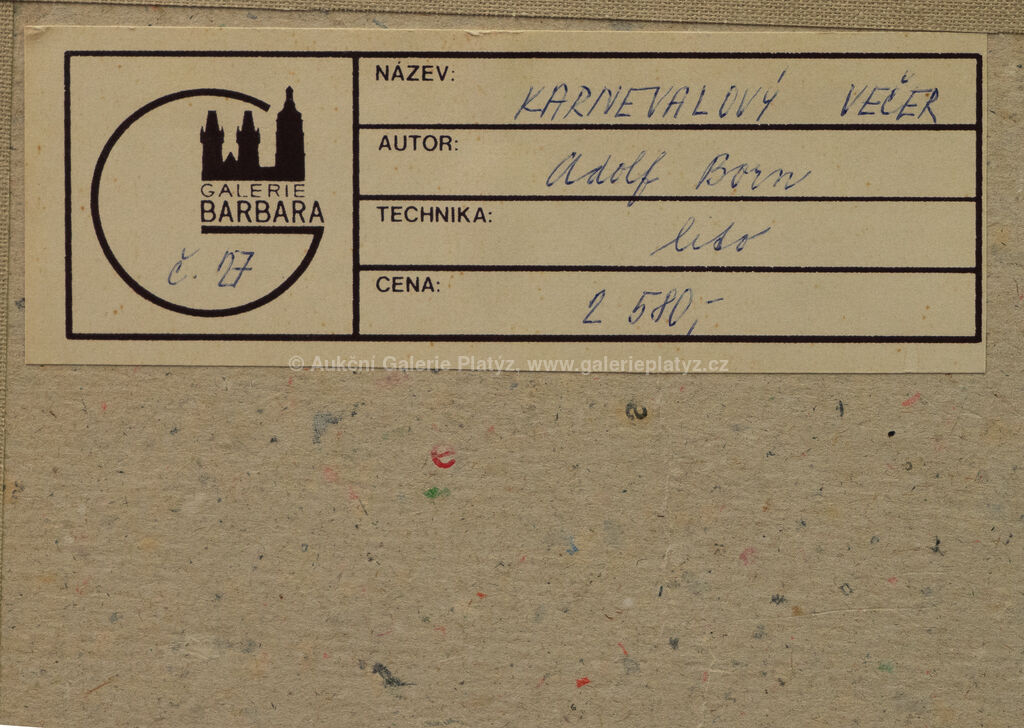 GALERIE
BARBARA
č. 27
NÁZEV: KARNEVALOVÝ VEČER
AUTOR: Adolf Born
TECHNIKA: lito
CENA: 2 580,-
© Aukční Galerie Platýz, www.galerieplatyz.cz